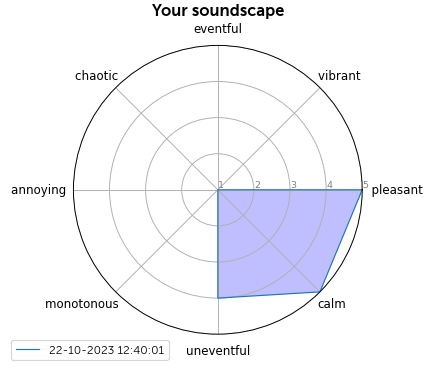 Your soundscape
eventful
chaotic
vibrant
annoying
1 2 3 4 5
pleasant
monotonous
calm
uneventful
22-10-2023 12:40:01